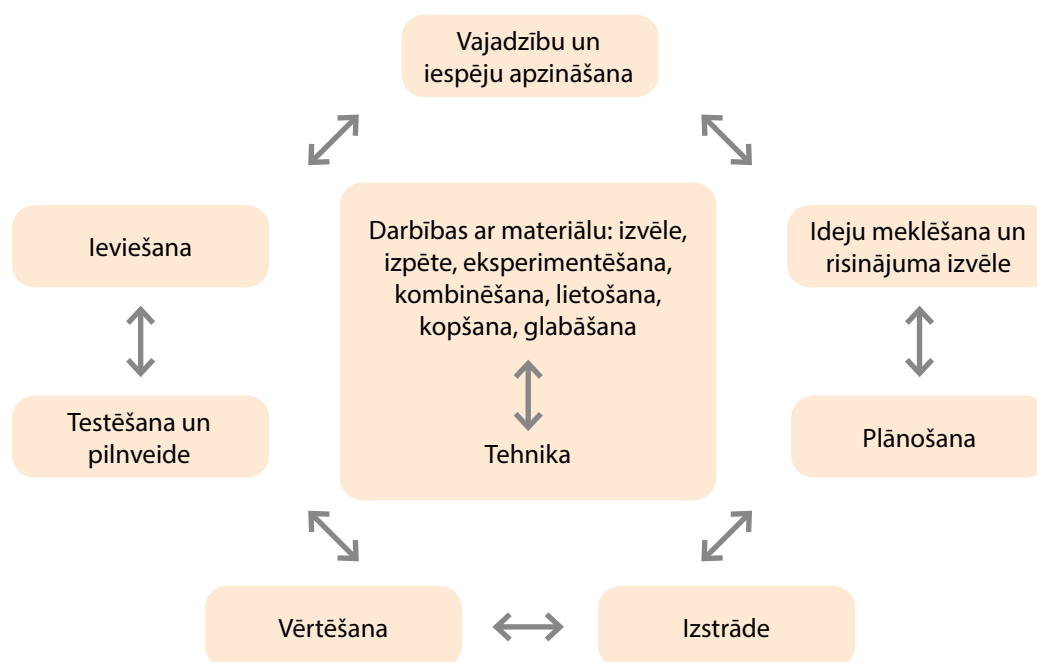 Vajadzību un
iespēju apzināšana
Ieviešana
Darbības ar materiālu: izvēle,
izpēte, eksperimentēšana,
kombinēšana, lietošana,
kopšana, glabāšana
Tehnika
Ideju meklēšana un
risinājuma izvēle
Testēšana un
pilnveide
Plānošana
Vērtēšana
Izstrāde